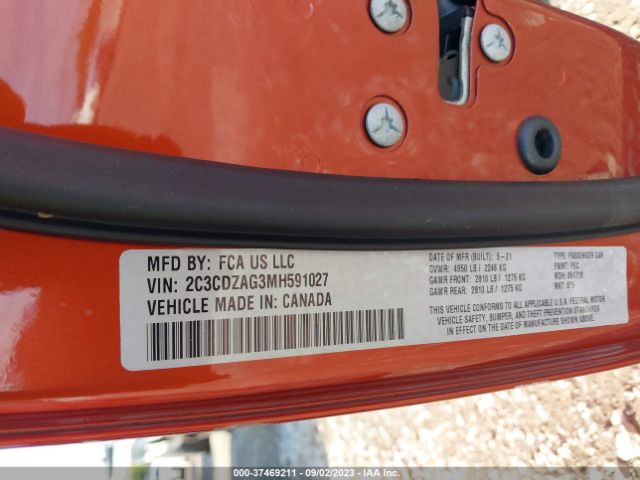 MFD BY: FCA US LLC
VIN: 2C3CDZAG3MH591027
VEHICLE MADE IN: CANADA
DATE OF MFR (BUILT): 5-21
GVWR: 4950 LB / 2246 KG
GAWR FRONT: 2810 LB / 1275 KG
GAWR REAR: 2810 LB / 1275 KG
TYPE: PASSENGER CAR
PAINT:
MDH:
THIS VEHICLE CONFORMS TO ALL APPLICABLE U.S.A. FEDERAL MOTOR
VEHICLE SAFETY, BUMPER, AND THEFT PREVENTION STANDARDS
IN EFFECT ON THE DATE OF MANUFACTURE SHOWN ABOVE.
000-37469211 - 09/02/2023 - IAA Inc.